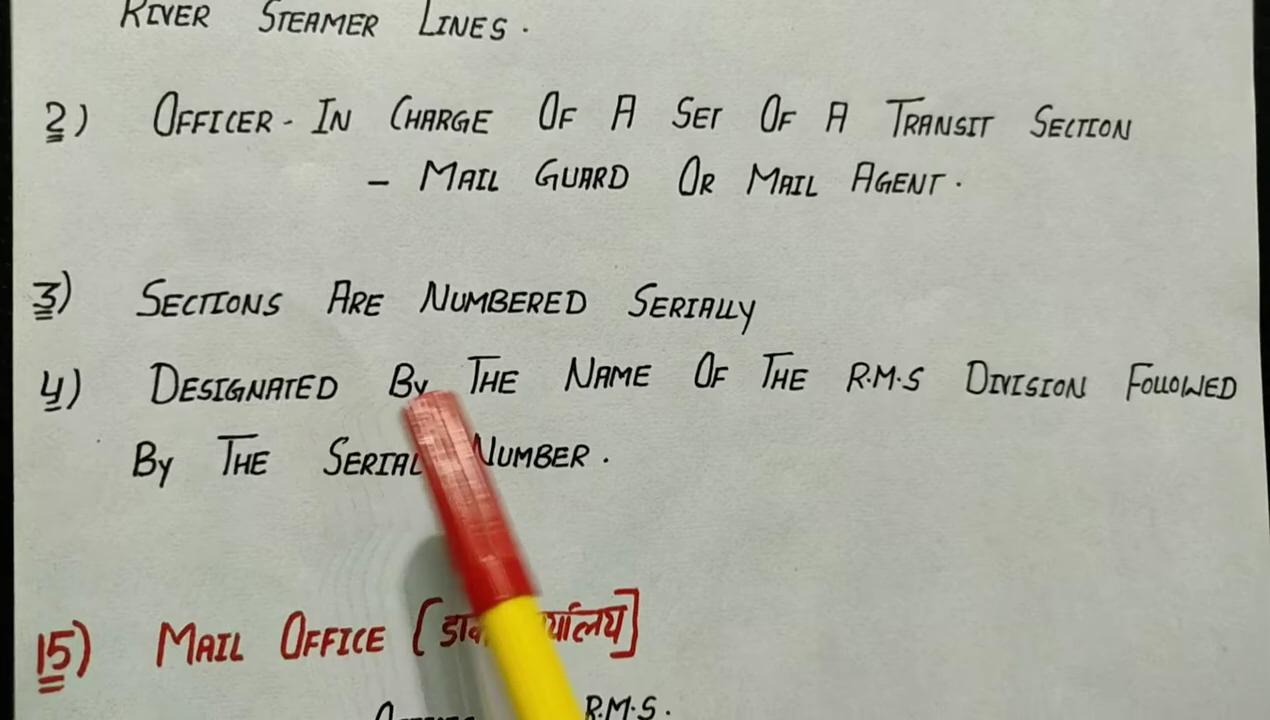 RIVER STEAMER LINES.
2) OFFICER-IN CHARGE OF A SET OF A TRANSIT SECTION
- MAIL GUARD OR MAIL AGENT.
3) SECTIONS ARE NUMBERED SERIALLY
4) DESIGNATED BY THE NAME OF THE R.M.S DIVISION FOLLOWED
BY THE SERIAL NUMBER.
15) MAIL OFFICE [
R.M.S.